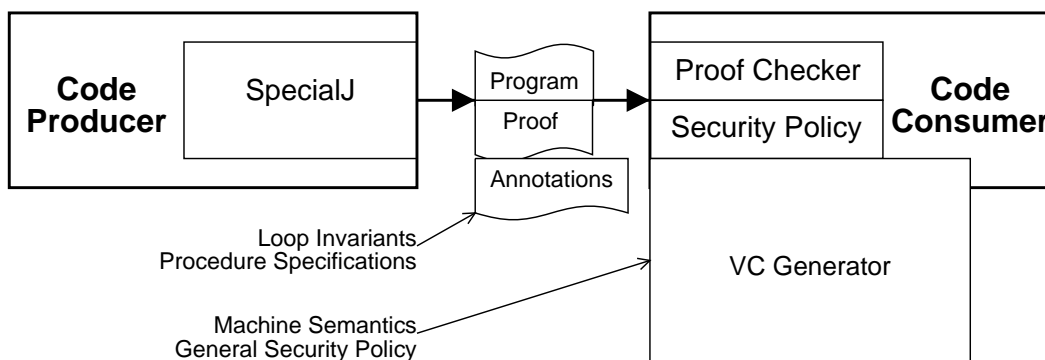 Code
Producer
SpecialJ
Program
Proof
Annotations
Proof Checker
Security Policy
Code
Consumer
VC Generator
Loop Invariants
Procedure Specifications
Machine Semantics
General Security Policy